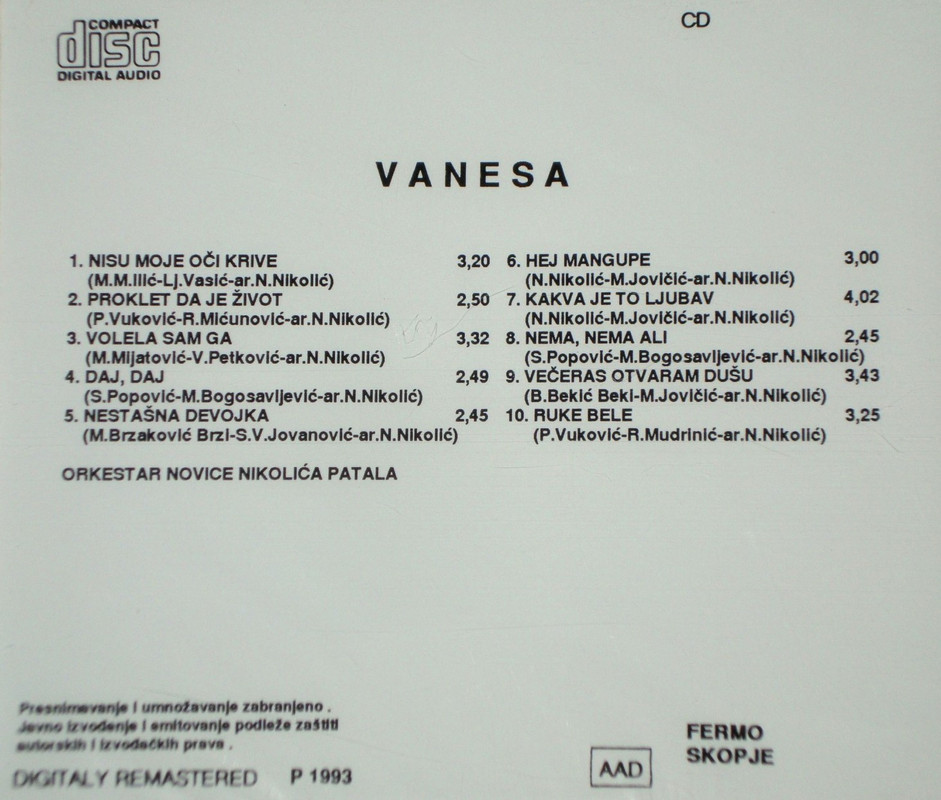 COMPACT
disc
DIGITAL AUDIO
CD
VANESA
1. NISU MOJE OČI KRIVE 3,20
(M.M.Ilić-Lj.Vasić-ar.N.Nikolić)
2. PROKLET DA JE ŽIVOT 2,50
(P.Vuković-R.Mićunović-ar.N.Nikolić)
3. VOLELA SAM GA 3,32
(M.Mijatović-V.Petković-ar.N.Nikolić)
4. DAJ, DAJ 2,49
(S.Popović-M.Bogosavljević-ar.N.Nikolić)
5. NESTAŠNA DEVOJKA 2,45
(M.Brzaković Brzi-S.V.Jovanović-ar.N.Nikolić)
ORKESTAR NOVICE NIKOLIĆA PATALA
6. HEJ MANGUPE 3,00
(N.Nikolić-M.Jovičić-ar.N.Nikolić)
7. KAKVA JE TO LJUBAV 4,02
(N.Nikolić-M.Jovičić-ar.N.Nikolić)
8. NEMA, NEMA ALI 2,45
(S.Popović-M.Bogosavljević-ar.N.Nikolić)
9. VEČERAS OTVARAM DUŠU 3,43
(B.Bekić Beki-M.Jovičić-ar.N.Nikolić)
10. RUKE BELE 3,25
(P.Vuković-R.Mudrinić-ar.N.Nikolić)
Presnimavanje i umnožavanje zabranjeno .
Javno izvođenje i emitovanje podleže zaštiti
autorskih i izvođačkih prava .
DIGITALY REMASTERED P 1993
AAD
FERMO
SKOPJE